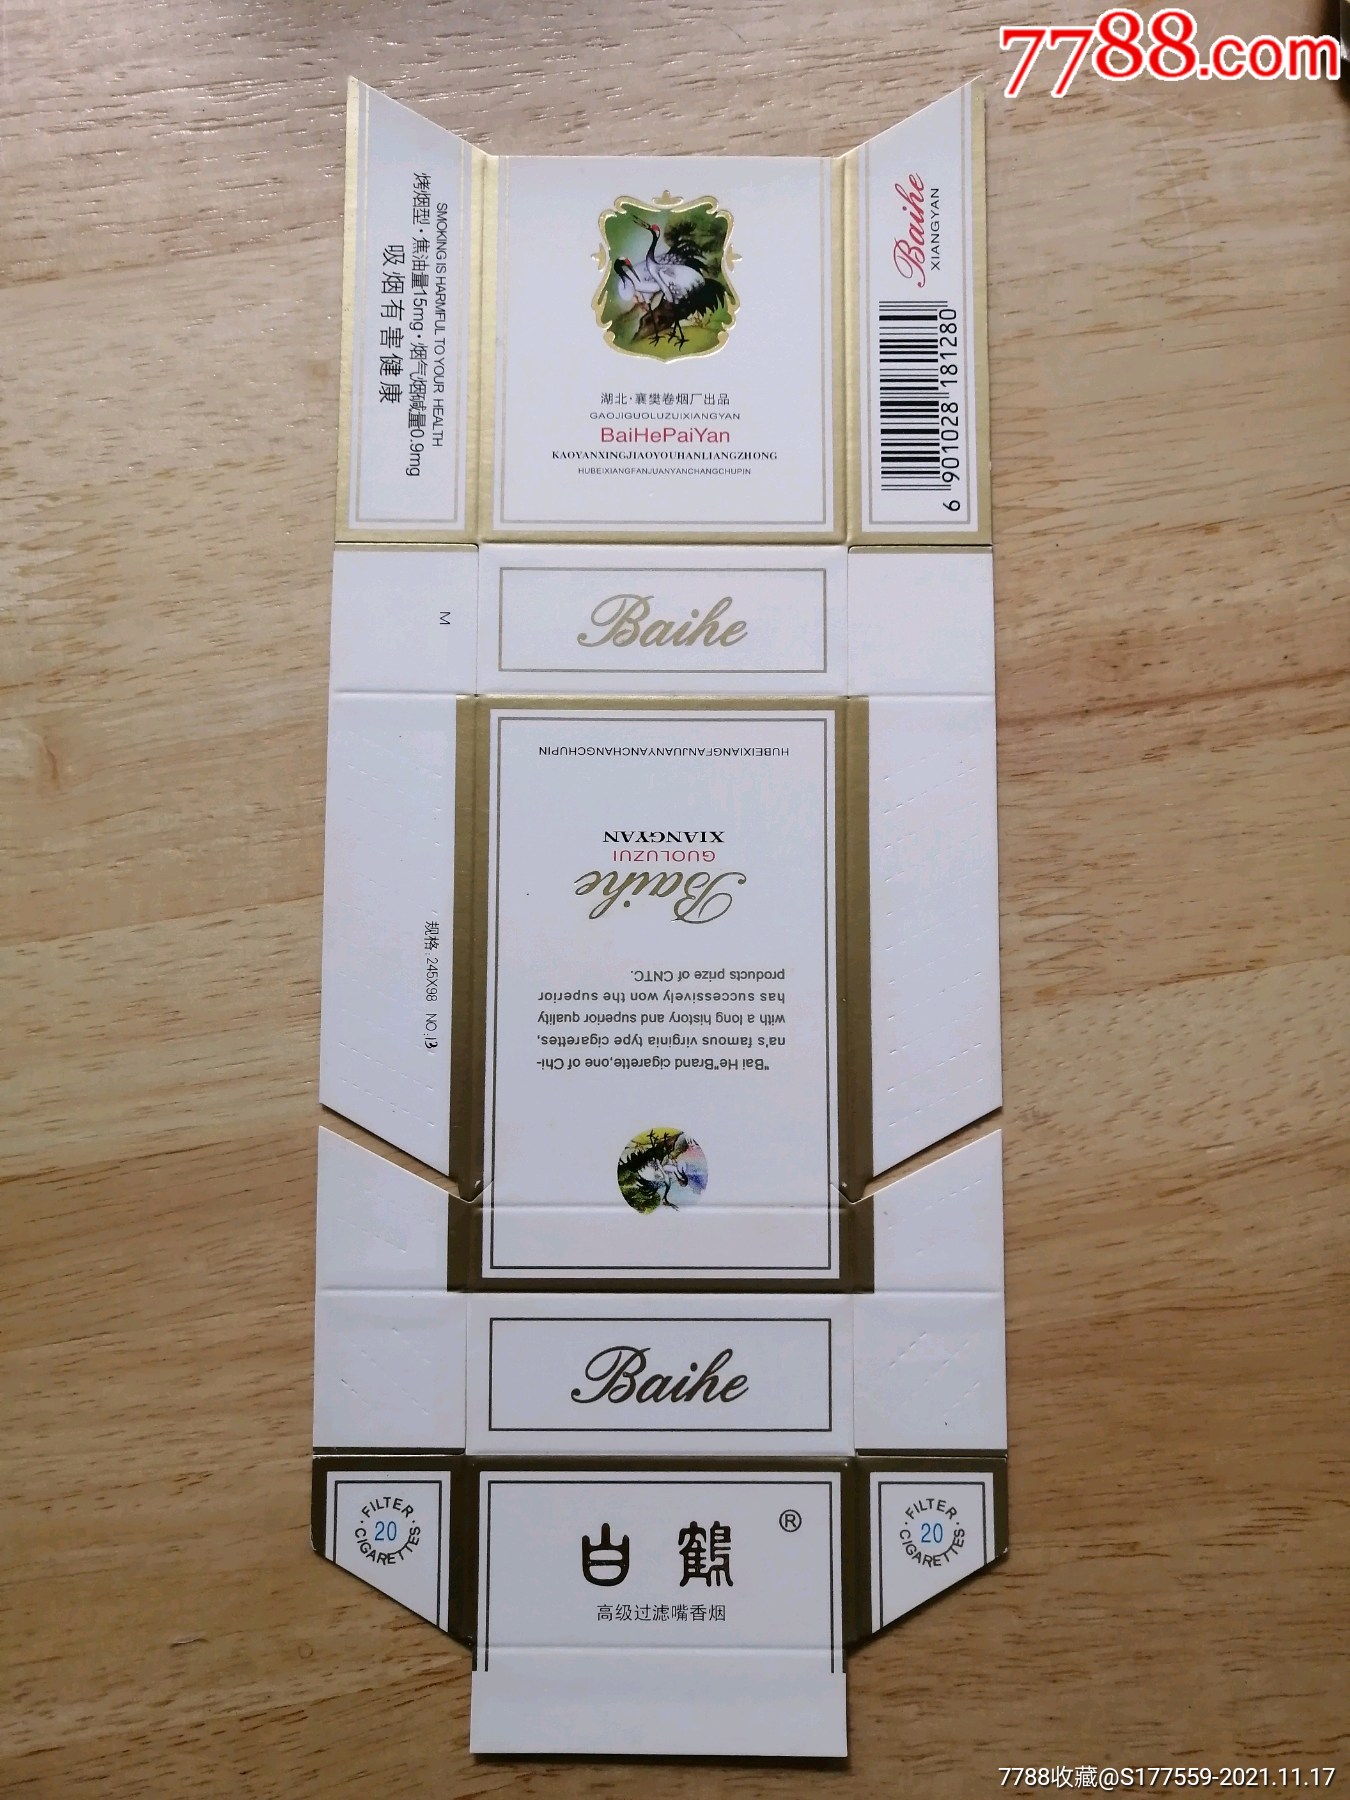 7788.com
SMOKING IS HARMFUL TO YOUR HEALTH
烤烟型·焦油量15mg·烟气烟碱量0.9mg
吸烟有害健康
湖北·襄樊卷烟厂出品
GAOJIGUOLUZUIXIANGYAN
BaiHePaiYan
KAOYANXINGJIAOYOUHANLIANGZHONG
HUBEIXIANGFANJUANYANCHANGCHUPIN
Baihe
XIANGYAN
6 901028 181280
Baihe
M
规格:245X98 NO:13
"Bai He"Brand cigarette,one of Chi-
na's famous virginia type cigarettes,
with a long history and superior quality
has successively won the superior
products prize of CNTC.
Baihe
GUOLUZUI
XIANGYAN
HUBEIXIANGFANJUANYANCHANGCHUPIN
Baihe
·FILTER·
20
CIGARETTES
白鹤®
高级过滤嘴香烟
·FILTER·
20
CIGARETTES
7788收藏@S177559-2021.11.17